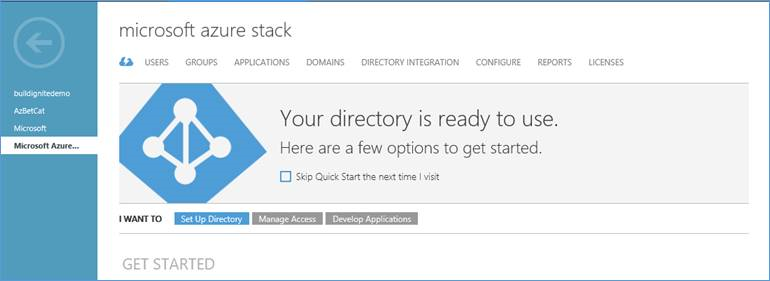 microsoft azure stack
USERS GROUPS APPLICATIONS DOMAINS DIRECTORY INTEGRATION CONFIGURE REPORTS LICENSES
buildignitedemo
AzBetCat
Microsoft
Microsoft Azure...
Your directory is ready to use.
Here are a few options to get started.
Skip Quick Start the next time I visit
I WANT TO Set Up Directory Manage Access Develop Applications
GET STARTED